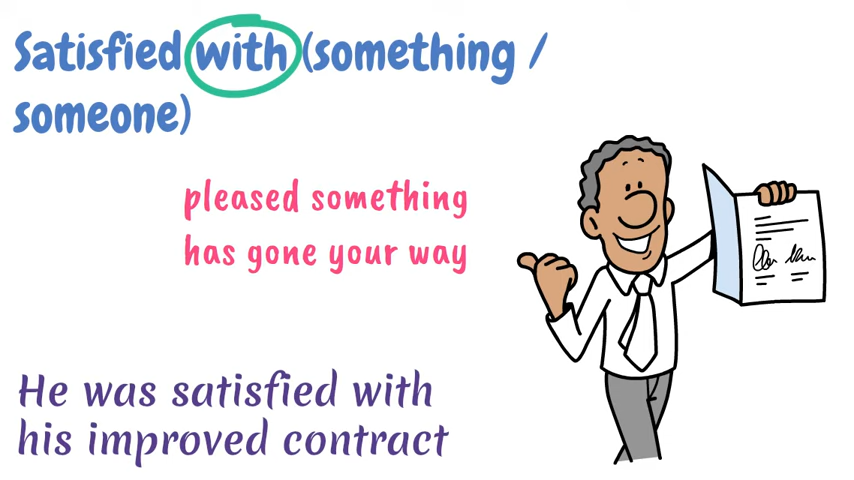 Satisfied with (something /
someone)
pleased something
has gone your way
He was satisfied with
his improved contract